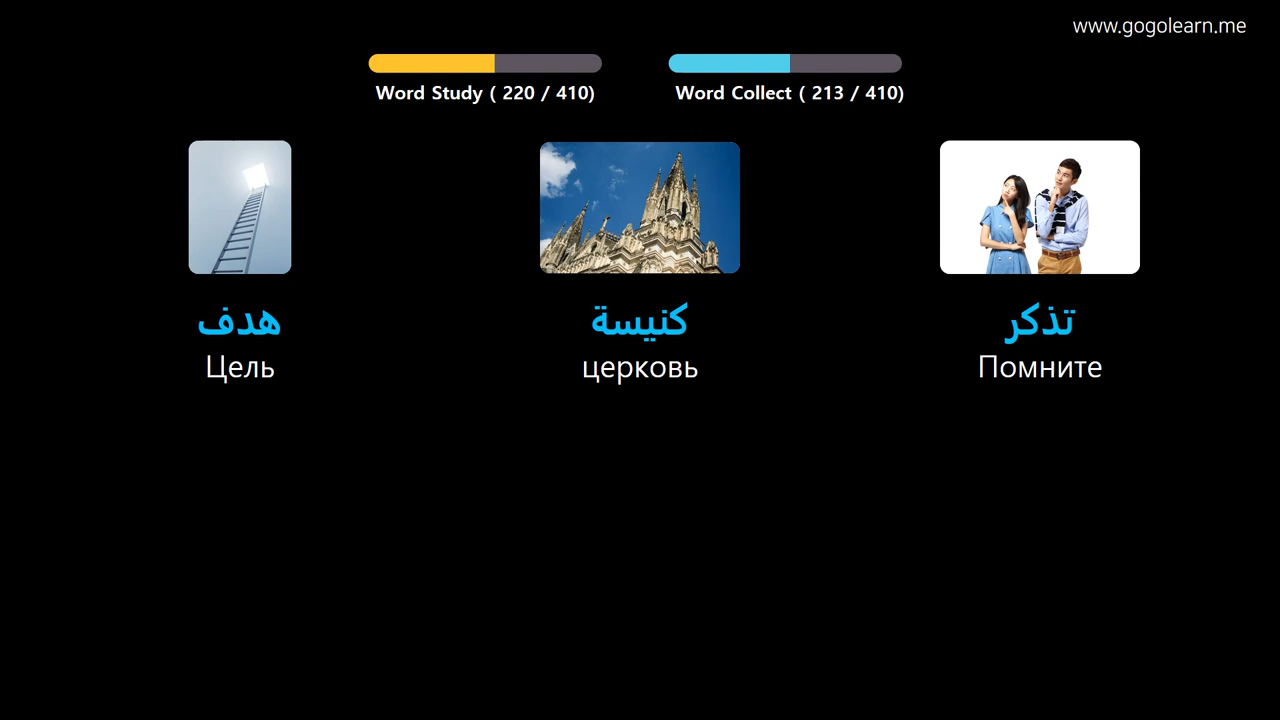 www.gogolearn.me
Word Study ( 220 / 410)
Word Collect ( 213 / 410)
هدف
Цель
كنيسة
церковь
تذكر
Помните